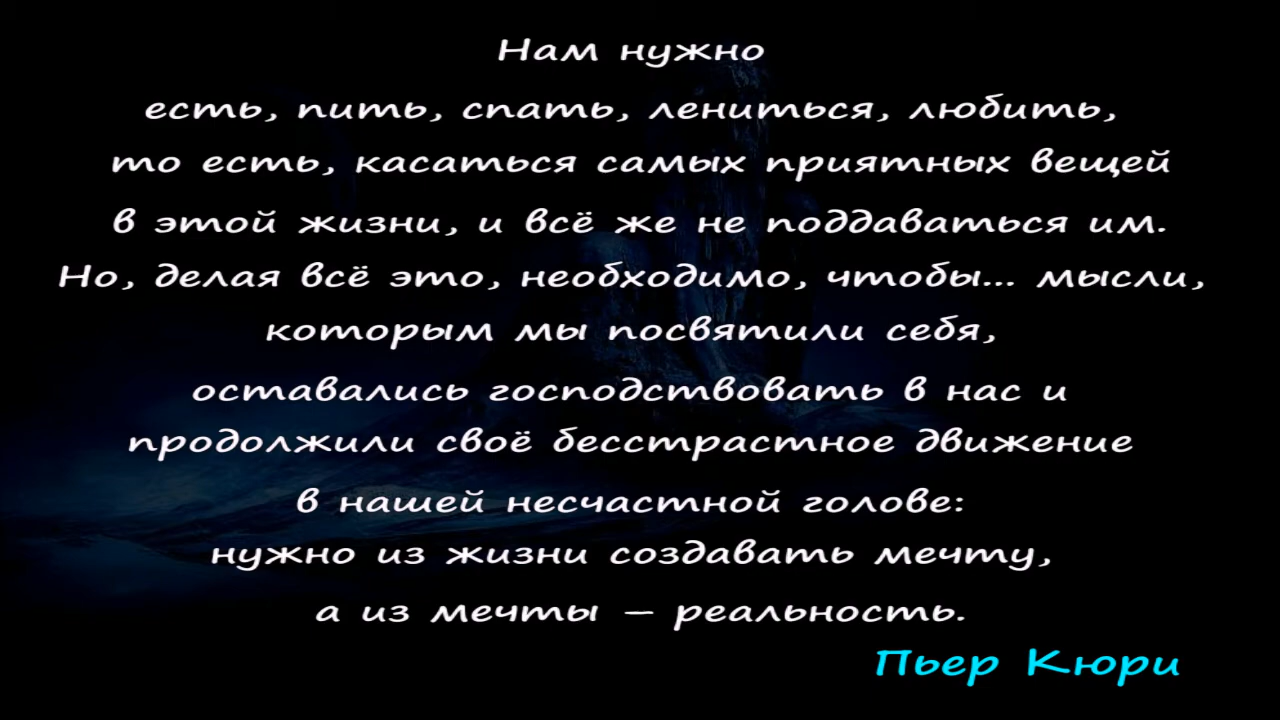 Нам нужно
есть, пить, спать, лениться, любить,
то есть, касаться самых приятных вещей
в этой жизни, и всё же не поддаваться им.
Но, делая всё это, необходимо, чтобы... мысли,
которым мы посвятили себя,
оставались господствовать в нас и
продолжили своё бесстрастное движение
в нашей несчастной голове:
нужно из жизни создавать мечту,
а из мечты – реальность.
Пьер Кюри